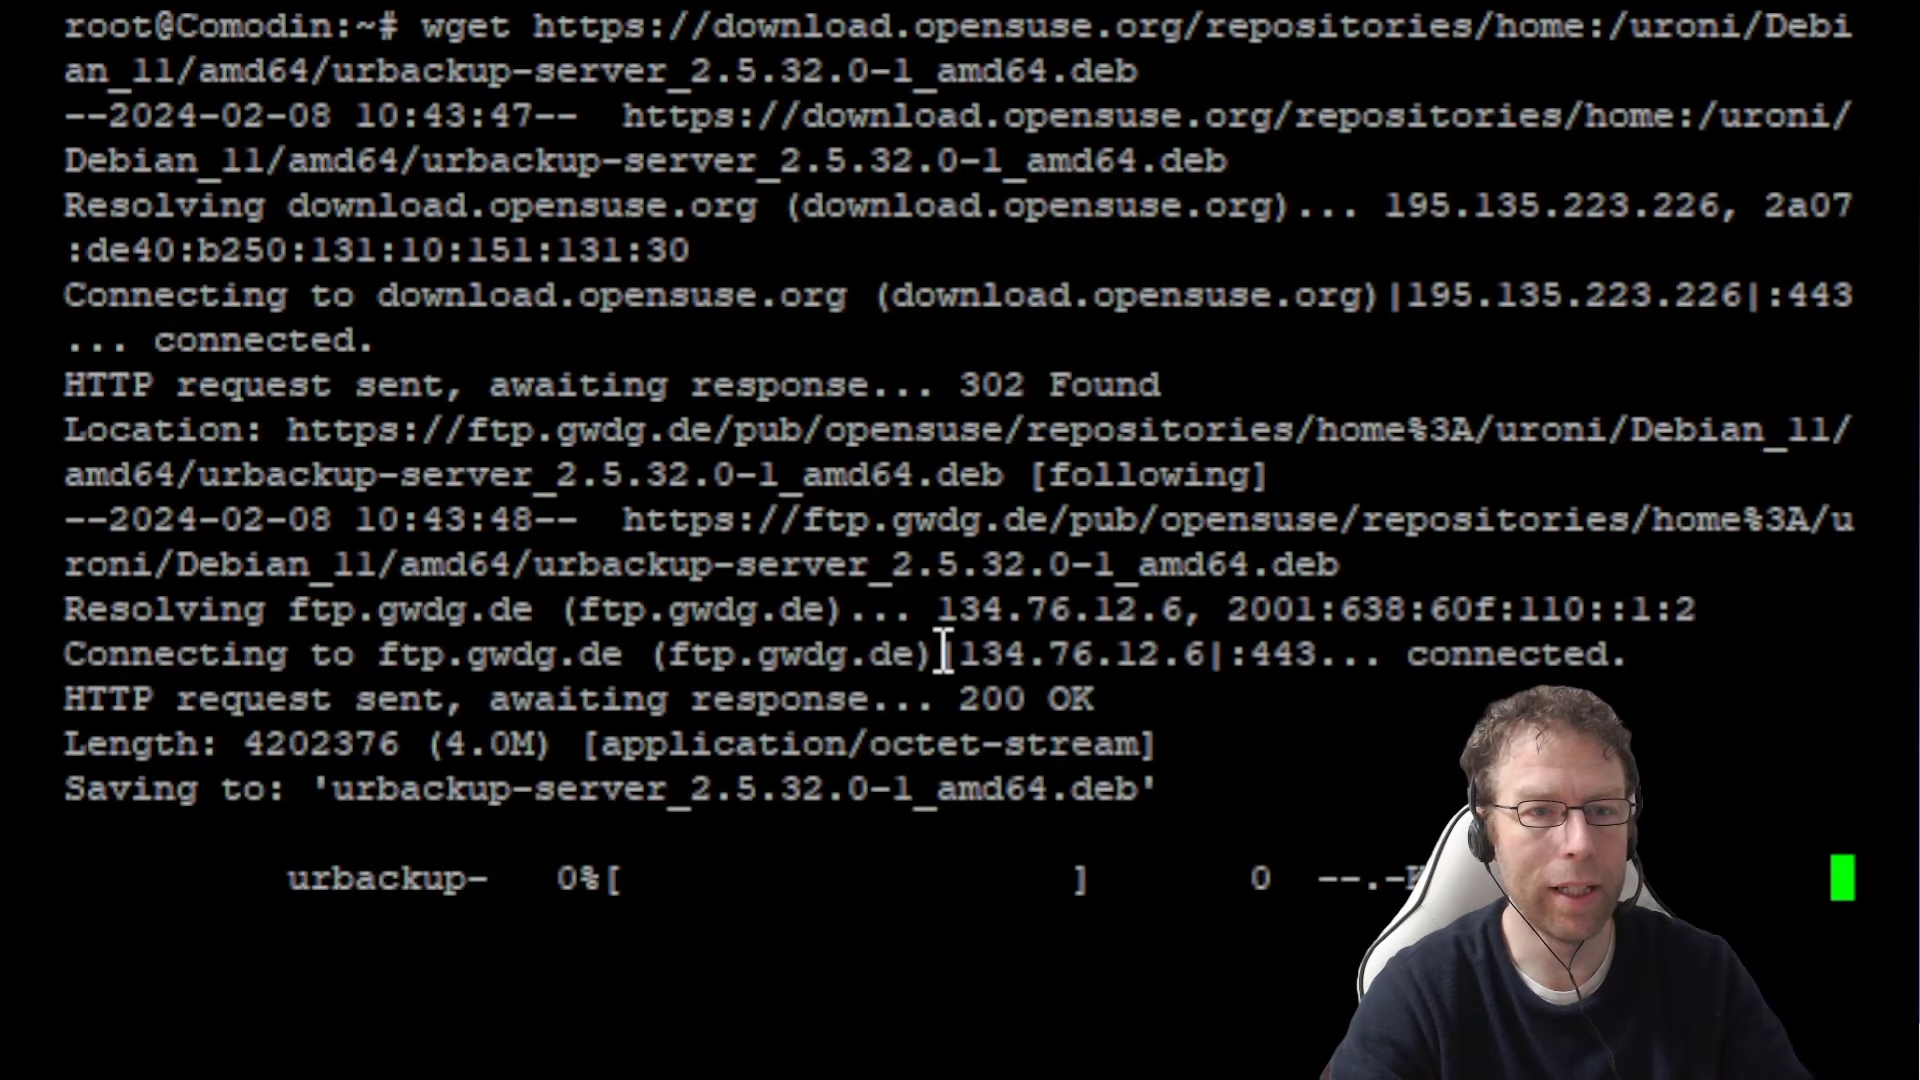 root@Comodin:~# wget https://download.opensuse.org/repositories/home:/uroni/Debi
an_11/amd64/urbackup-server_2.5.32.0-1_amd64.deb
--2024-02-08 10:43:47--  https://download.opensuse.org/repositories/home:/uroni/
Debian_11/amd64/urbackup-server_2.5.32.0-1_amd64.deb
Resolving download.opensuse.org (download.opensuse.org)... 195.135.223.226, 2a07
:de40:b250:131:10:151:131:30
Connecting to download.opensuse.org (download.opensuse.org)|195.135.223.226|:443
... connected.
HTTP request sent, awaiting response... 302 Found
Location: https://ftp.gwdg.de/pub/opensuse/repositories/home%3A/uroni/Debian_11/
amd64/urbackup-server_2.5.32.0-1_amd64.deb [following]
--2024-02-08 10:43:48--  https://ftp.gwdg.de/pub/opensuse/repositories/home%3A/u
roni/Debian_11/amd64/urbackup-server_2.5.32.0-1_amd64.deb
Resolving ftp.gwdg.de (ftp.gwdg.de)... 134.76.12.6, 2001:638:60f:110::1:2
Connecting to ftp.gwdg.de (ftp.gwdg.de)|134.76.12.6|:443... connected.
HTTP request sent, awaiting response... 200 OK
Length: 4202376 (4.0M) [application/octet-stream]
Saving to: 'urbackup-server_2.5.32.0-1_amd64.deb'
urbackup-   0%[                    ]       0  --.-K